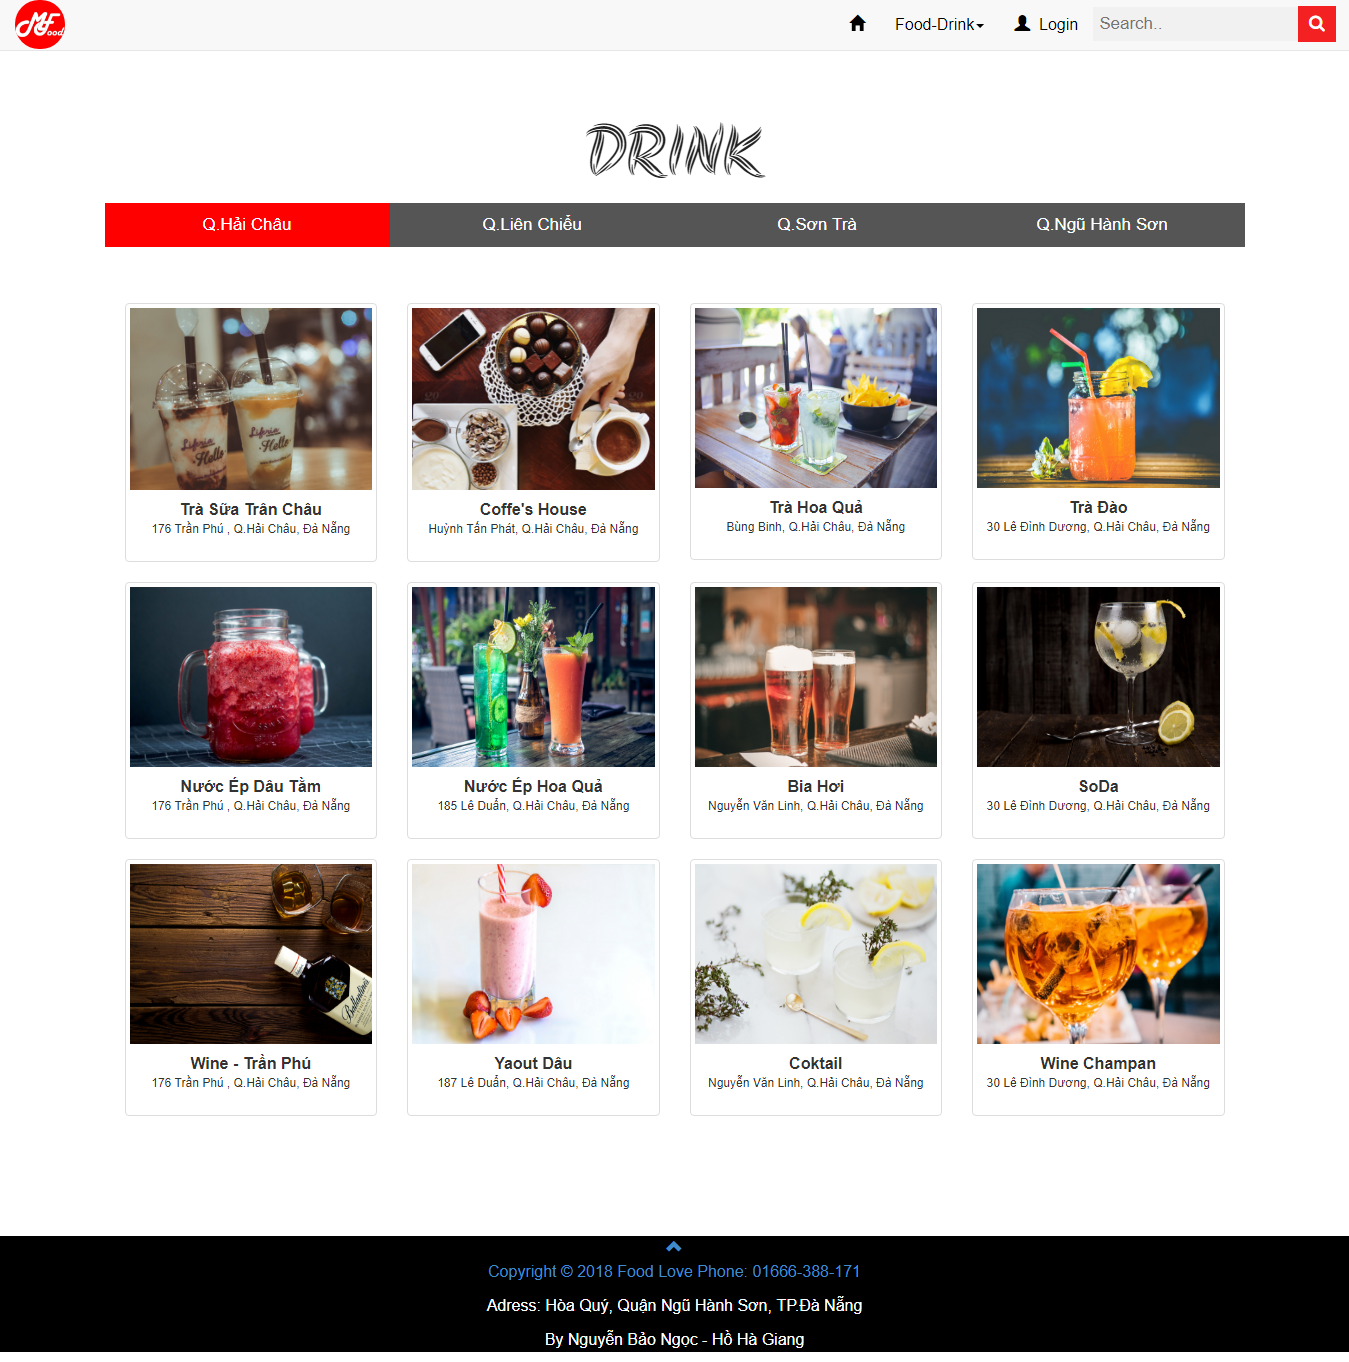 MF
ood
Food-Drink
Login
Search..
DRINK
Q.Hải Châu
Q.Liên Chiểu
Q.Sơn Trà
Q.Ngũ Hành Sơn
Lifein
Hello
Lifein
Hello
Trà Sữa Trân Châu
176 Trần Phú , Q.Hải Châu, Đà Nẵng
Coffe's House
Huỳnh Tấn Phát, Q.Hải Châu, Đà Nẵng
Trà Hoa Quả
Bùng Binh, Q.Hải Châu, Đà Nẵng
Trà Đào
30 Lê Đình Dương, Q.Hải Châu, Đà Nẵng
Nước Ép Dâu Tằm
176 Trần Phú , Q.Hải Châu, Đà Nẵng
Nước Ép Hoa Quả
185 Lê Duẩn, Q.Hải Châu, Đà Nẵng
Bia Hơi
Nguyễn Văn Linh, Q.Hải Châu, Đà Nẵng
SoDa
30 Lê Đình Dương, Q.Hải Châu, Đà Nẵng
Ballantine's
Wine - Trần Phú
176 Trần Phú , Q.Hải Châu, Đà Nẵng
Yaout Dâu
187 Lê Duẩn, Q.Hải Châu, Đà Nẵng
Coktail
Nguyễn Văn Linh, Q.Hải Châu, Đà Nẵng
Wine Champan
30 Lê Đình Dương, Q.Hải Châu, Đà Nẵng
Copyright © 2018 Food Love Phone: 01666-388-171
Adress: Hòa Quý, Quận Ngũ Hành Sơn, TP.Đà Nẵng
By Nguyễn Bảo Ngọc - Hồ Hà Giang